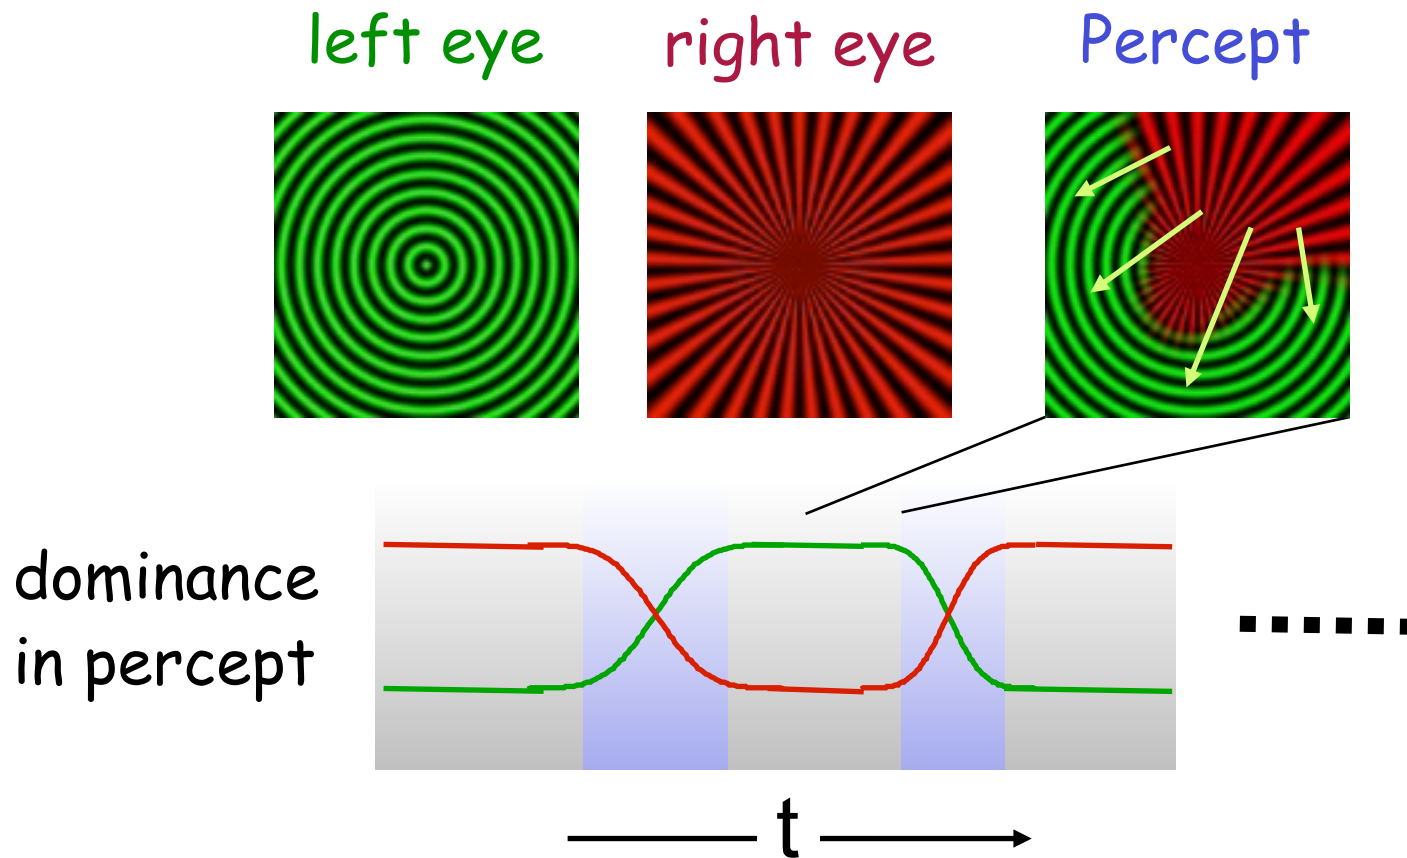 left eye
right eye
Percept
dominance
in percept
t